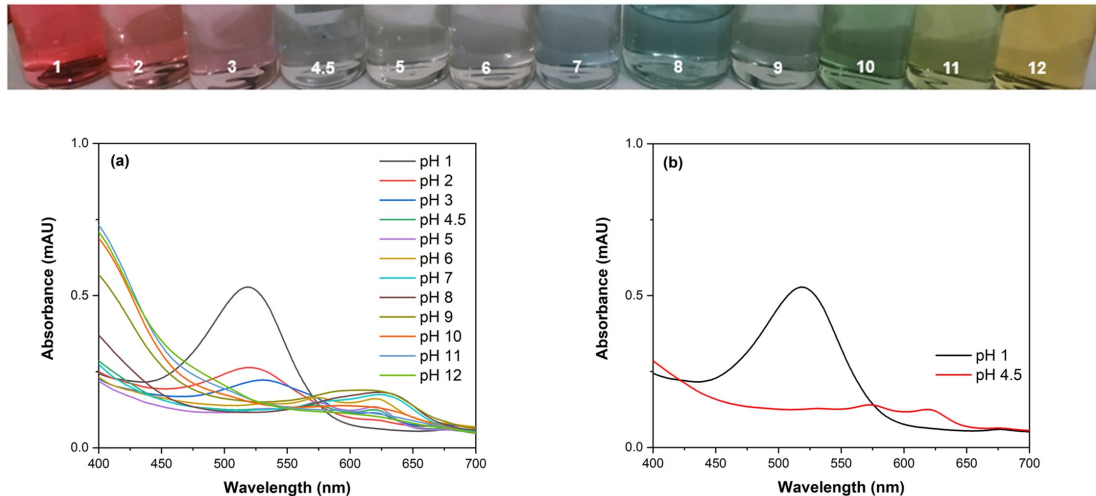 1 2 3 4.5 5 6 7 8 9 10 11 12
(a)
1.0
0.5
0.0
Absorbance (mAU)
400 450 500 550 600 650 700
Wavelength (nm)
pH 1
pH 2
pH 3
pH 4.5
pH 5
pH 6
pH 7
pH 8
pH 9
pH 10
pH 11
pH 12
(b)
1.0
0.5
0.0
Absorbance (mAU)
400 450 500 550 600 650 700
Wavelength (nm)
pH 1
pH 4.5